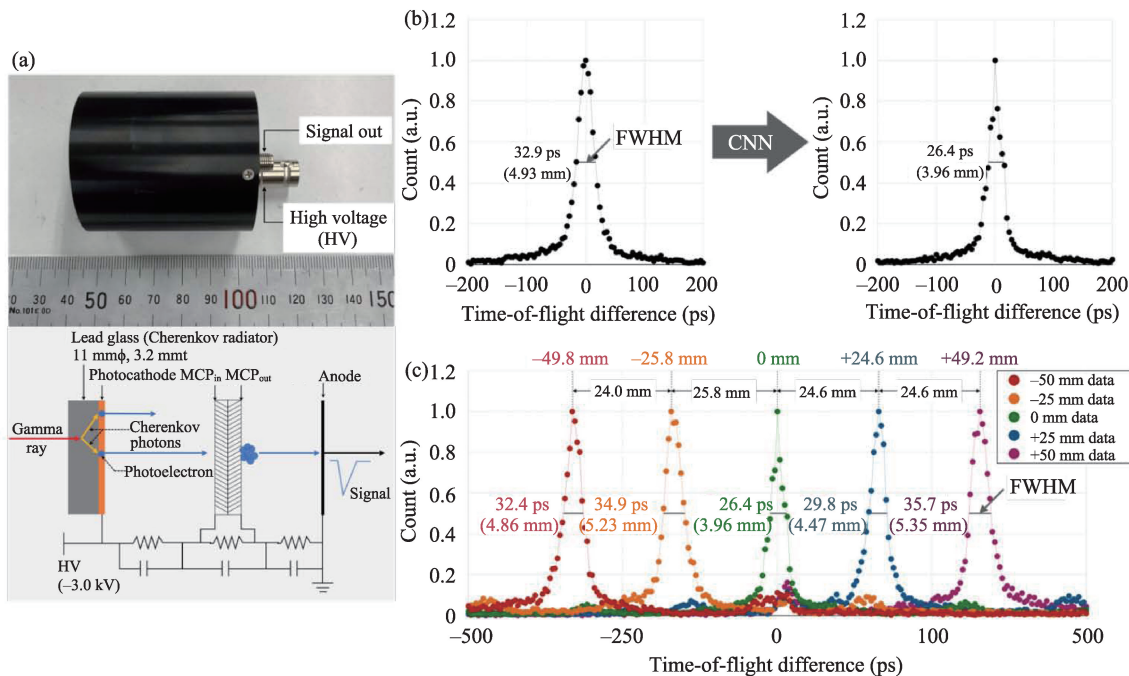 (a)
Signal out
High voltage
(HV)
30 40 50 60 70 80 90 100 110 120 130 140 150
Lead glass (Cherenkov radiator)
11 mmϕ, 3.2 mmt
Photocathode MCPin MCPout
Anode
Gamma
ray
Cherenkov
photons
Photoelectron
Signal
HV
(–3.0 kV)
(b)
Count (a.u.)
1.2
1.0
0.8
0.6
0.4
0.2
0
32.9 ps
(4.93 mm)
FWHM
–200 –100 0 100 200
Time-of-flight difference (ps)
CNN
Count (a.u.)
1.2
1.0
0.8
0.6
0.4
0.2
0
26.4 ps
(3.96 mm)
–200 –100 0 100 200
Time-of-flight difference (ps)
(c)
–49.8 mm –25.8 mm 0 mm +24.6 mm +49.2 mm
24.0 mm 25.8 mm 24.6 mm 24.6 mm
Count (a.u.)
1.2
1.0
0.8
0.6
0.4
0.2
0
–50 mm data
–25 mm data
0 mm data
+25 mm data
+50 mm data
FWHM
32.4 ps 34.9 ps 26.4 ps 29.8 ps 35.7 ps
(4.86 mm) (5.23 mm) (3.96 mm) (4.47 mm) (5.35 mm)
–500 –250 0 100 500
Time-of-flight difference (ps)